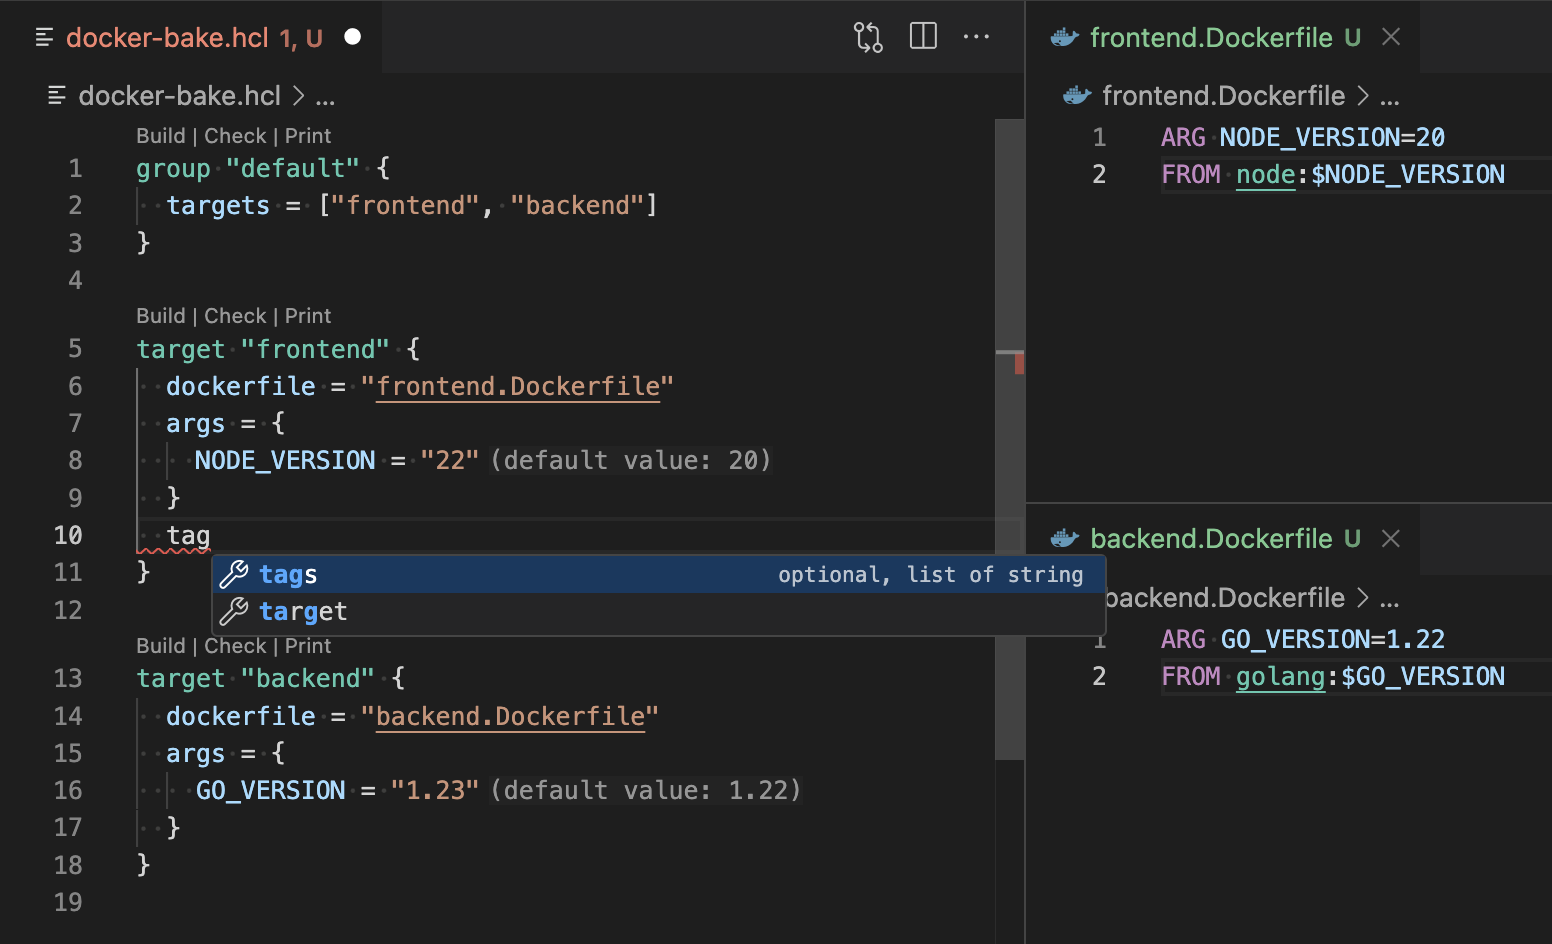 docker-bake.hcl 1, U
docker-bake.hcl > ...
Build | Check | Print
1 group "default" {
2 targets = ["frontend", "backend"]
3 }
4
Build | Check | Print
5 target "frontend" {
6 dockerfile = "frontend.Dockerfile"
7 args = {
8 NODE_VERSION = "22" (default value: 20)
9 }
10 tag
tags optional, list of string
target
11 }
12
Build | Check | Print
13 target "backend" {
14 dockerfile = "backend.Dockerfile"
15 args = {
16 GO_VERSION = "1.23" (default value: 1.22)
17 }
18 }
19
frontend.Dockerfile U
frontend.Dockerfile > ...
1 ARG NODE_VERSION=20
2 FROM node:$NODE_VERSION
backend.Dockerfile U
backend.Dockerfile > ...
1 ARG GO_VERSION=1.22
2 FROM golang:$GO_VERSION